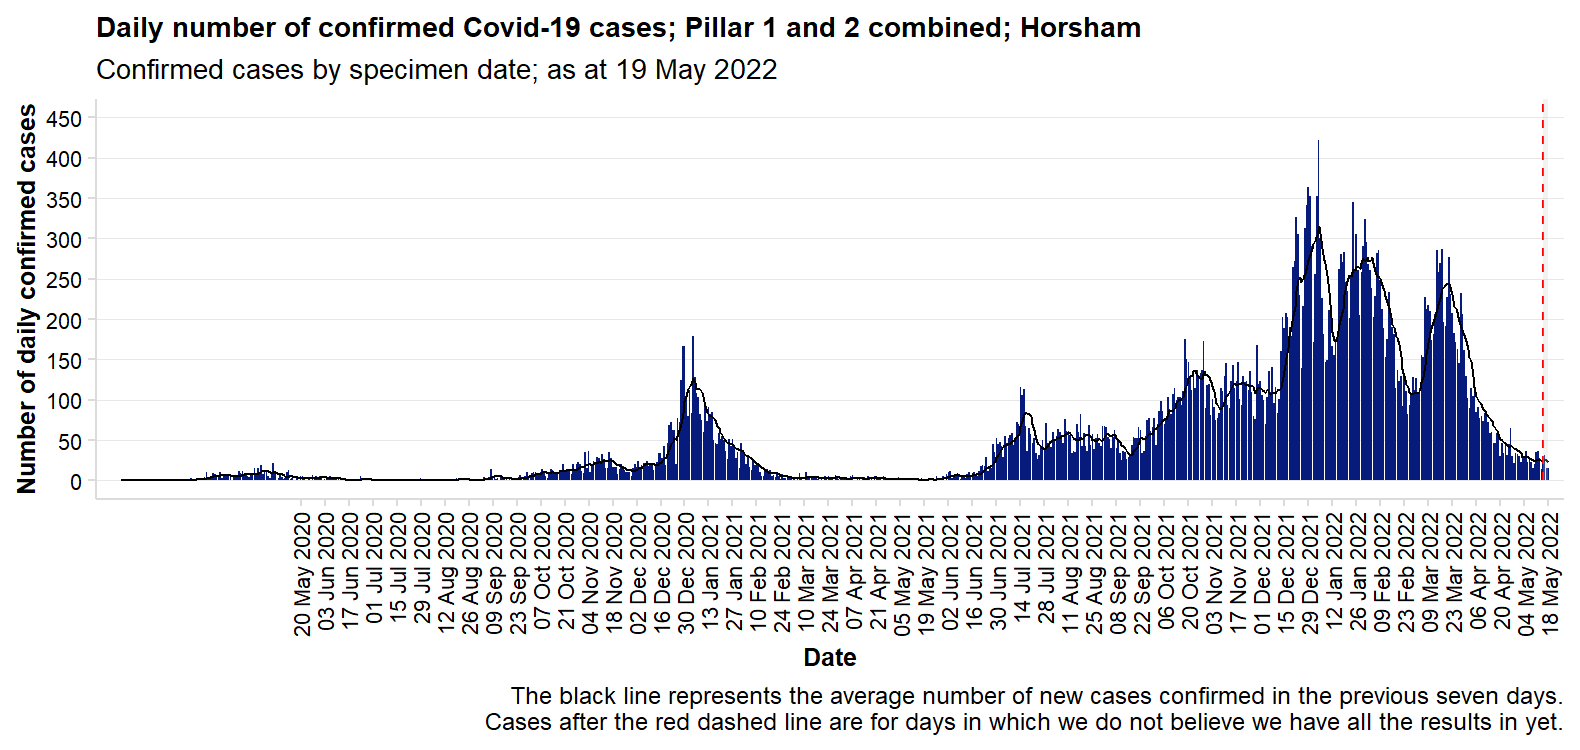 Daily number of confirmed Covid-19 cases; Pillar 1 and 2 combined; Horsham
Confirmed cases by specimen date; as at 19 May 2022
Number of daily confirmed cases
450
400
350
300
250
200
150
100
50
0
20 May 2020
03 Jun 2020
17 Jun 2020
01 Jul 2020
15 Jul 2020
29 Jul 2020
12 Aug 2020
26 Aug 2020
09 Sep 2020
23 Sep 2020
07 Oct 2020
21 Oct 2020
04 Nov 2020
18 Nov 2020
02 Dec 2020
16 Dec 2020
30 Dec 2020
13 Jan 2021
27 Jan 2021
10 Feb 2021
24 Feb 2021
10 Mar 2021
24 Mar 2021
07 Apr 2021
21 Apr 2021
05 May 2021
19 May 2021
02 Jun 2021
16 Jun 2021
30 Jun 2021
14 Jul 2021
28 Jul 2021
11 Aug 2021
25 Aug 2021
08 Sep 2021
22 Sep 2021
06 Oct 2021
20 Oct 2021
03 Nov 2021
17 Nov 2021
01 Dec 2021
15 Dec 2021
29 Dec 2021
12 Jan 2022
26 Jan 2022
09 Feb 2022
23 Feb 2022
09 Mar 2022
23 Mar 2022
06 Apr 2022
20 Apr 2022
04 May 2022
18 May 2022
Date
The black line represents the average number of new cases confirmed in the previous seven days.
Cases after the red dashed line are for days in which we do not believe we have all the results in yet.